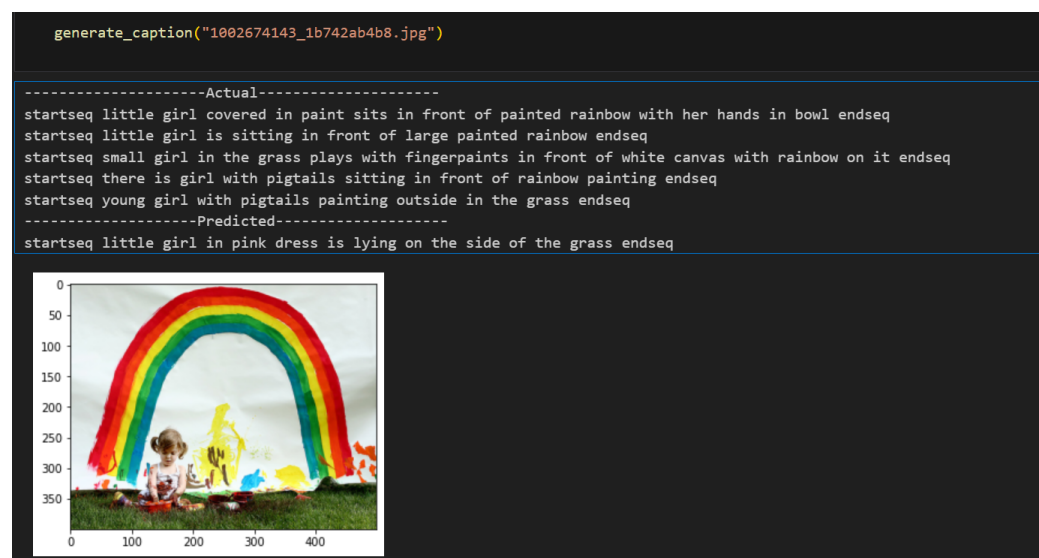 generate_caption("1002674143_1b742ab4b8.jpg")
---------------------Actual---------------------
startseq little girl covered in paint sits in front of painted rainbow with her hands in bowl endseq
startseq little girl is sitting in front of large painted rainbow endseq
startseq small girl in the grass plays with fingerpaints in front of white canvas with rainbow on it endseq
startseq there is girl with pigtails sitting in front of rainbow painting endseq
startseq young girl with pigtails painting outside in the grass endseq
--------------------Predicted--------------------
startseq little girl in pink dress is lying on the side of the grass endseq
0
50
100
150
200
250
300
350
0 100 200 300 400